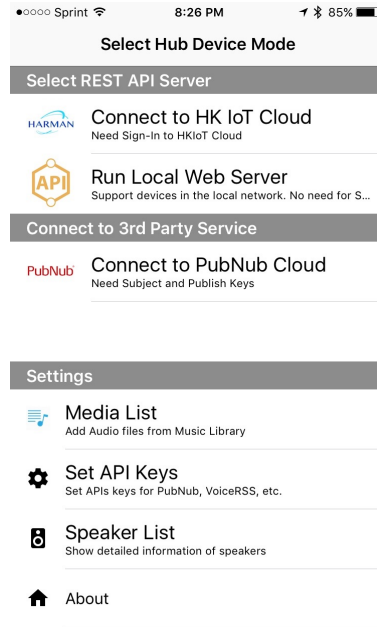 Sprint 8:26 PM 85%
Select Hub Device Mode
Select REST API Server
HARMAN
Connect to HK IoT Cloud
Need Sign-In to HKIoT Cloud
API
Run Local Web Server
Support devices in the local network. No need for S...
Connect to 3rd Party Service
PubNub
Connect to PubNub Cloud
Need Subject and Publish Keys
Settings
Media List
Add Audio files from Music Library
Set API Keys
Set APIs keys for PubNub, VoiceRSS, etc.
Speaker List
Show detailed information of speakers
About